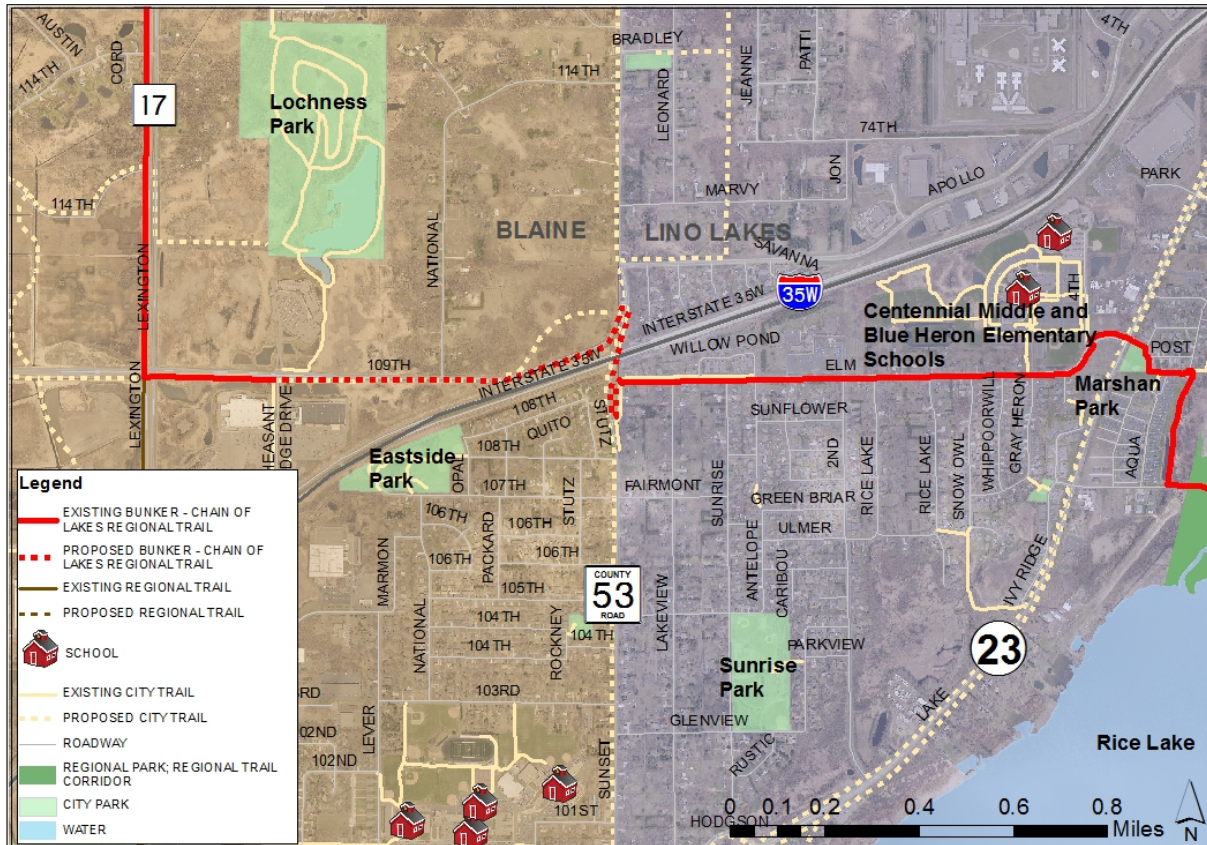 AUSTIN
114TH
CORD
17
Lochness
Park
114TH
BRADLEY
LEONARD
JEANNE
PATTI
4TH
74TH
JON
APOLLO
MARVY
PARK
114TH
LEXINGTON
NATIONAL
BLAINE
LINO LAKES
SAVANNA
INTERSTATE
35W
INTERSTATE 35W
WILLOW POND
4TH
Centennial Middle and
Blue Heron Elementary
Schools
ELM
POST
109TH
INTERSTATE 35W
LEXINGTON
HEASANT
DGE DRIVE
108TH
QUITO
STUTZ
Marshan
Park
SUNFLOWER
Eastside
Park
OPAL
108TH
107TH
FAIRMONT
SUNRISE
2ND
RICE LAKE
RICE LAKE
SNOW OWL
WHIPPOORWILL
GRAY HERON
AQUA
GREEN BRIAR
ULMER
STUTZ
106TH
106TH
106TH
106TH
PACKARD
MARMON
105TH
COUNTY
53
ROAD
ANTELOPE
CARIBOU
IVY RIDGE
LAKEVIEW
104TH
104TH
104TH
NATIONAL
ROCKNEY
PARKVIEW
Sunrise
Park
23
103RD
3RD
02ND
102ND
LEVER
GLENVIEW
RUSTIC
LAKE
SUNSET
101ST
HODGSON
Rice Lake
0 0.1 0.2 0.4 0.6 0.8
Miles
N
Legend
EXISTING BUNKER - CHAIN OF
LAKES REGIONAL TRAIL
PROPOSED BUNKER - CHAIN OF
LAKES REGIONAL TRAIL
EXISTING REGIONAL TRAIL
PROPOSED REGIONAL TRAIL
SCHOOL
EXISTING CITY TRAIL
PROPOSED CITY TRAIL
ROADWAY
REGIONAL PARK; REGIONAL TRAIL
CORRIDOR
CITY PARK
WATER